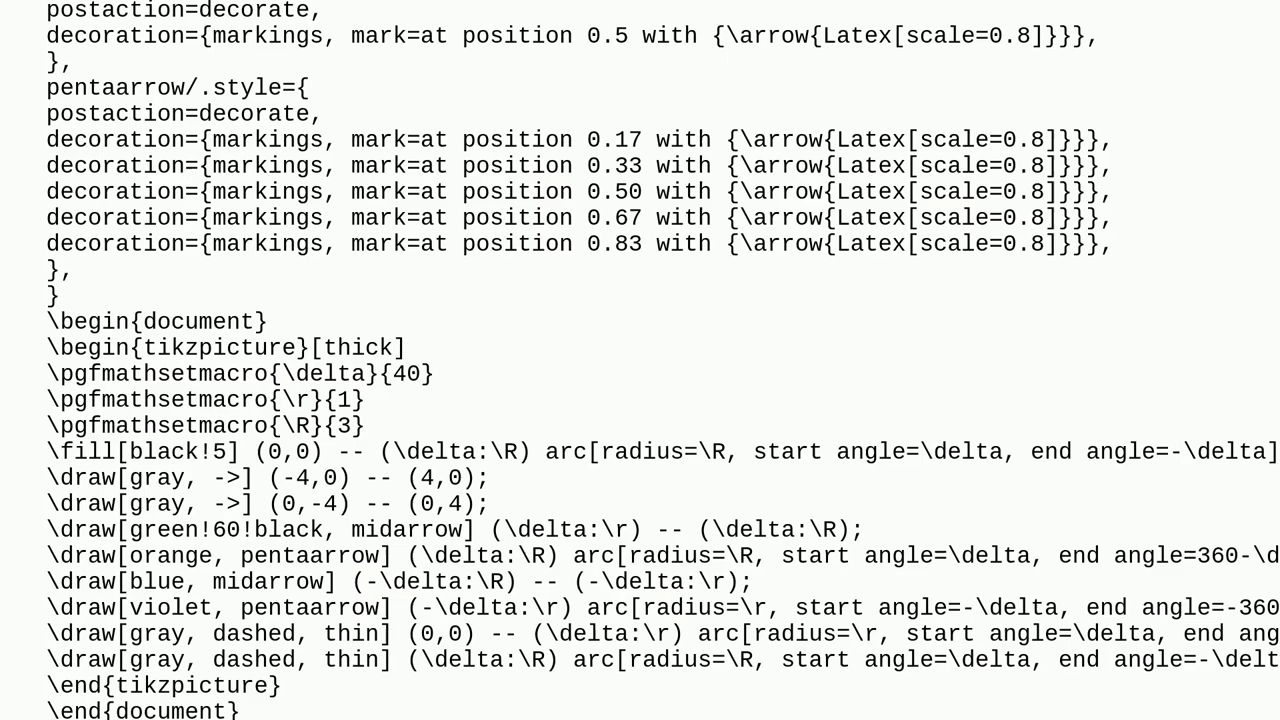 postaction=decorate,
decoration={markings, mark=at position 0.5 with {\arrow{Latex[scale=0.8]}}},
},
pentaarrow/.style={
postaction=decorate,
decoration={markings, mark=at position 0.17 with {\arrow{Latex[scale=0.8]}}},
decoration={markings, mark=at position 0.33 with {\arrow{Latex[scale=0.8]}}},
decoration={markings, mark=at position 0.50 with {\arrow{Latex[scale=0.8]}}},
decoration={markings, mark=at position 0.67 with {\arrow{Latex[scale=0.8]}}},
decoration={markings, mark=at position 0.83 with {\arrow{Latex[scale=0.8]}}},
},
}
\begin{document}
\begin{tikzpicture}[thick]
\pgfmathsetmacro{\delta}{40}
\pgfmathsetmacro{\r}{1}
\pgfmathsetmacro{\R}{3}
\fill[black!5] (0,0) -- (\delta:\R) arc[radius=\R, start angle=\delta, end angle=-\delta]
\draw[gray, ->] (-4,0) -- (4,0);
\draw[gray, ->] (0,-4) -- (0,4);
\draw[green!60!black, midarrow] (\delta:\r) -- (\delta:\R);
\draw[orange, pentaarrow] (\delta:\R) arc[radius=\R, start angle=\delta, end angle=360-\d
\draw[blue, midarrow] (-\delta:\R) -- (-\delta:\r);
\draw[violet, pentaarrow] (-\delta:\r) arc[radius=\r, start angle=-\delta, end angle=-360
\draw[gray, dashed, thin] (0,0) -- (\delta:\r) arc[radius=\r, start angle=\delta, end ang
\draw[gray, dashed, thin] (\delta:\R) arc[radius=\R, start angle=\delta, end angle=-\delt
\end{tikzpicture}
\end{document}